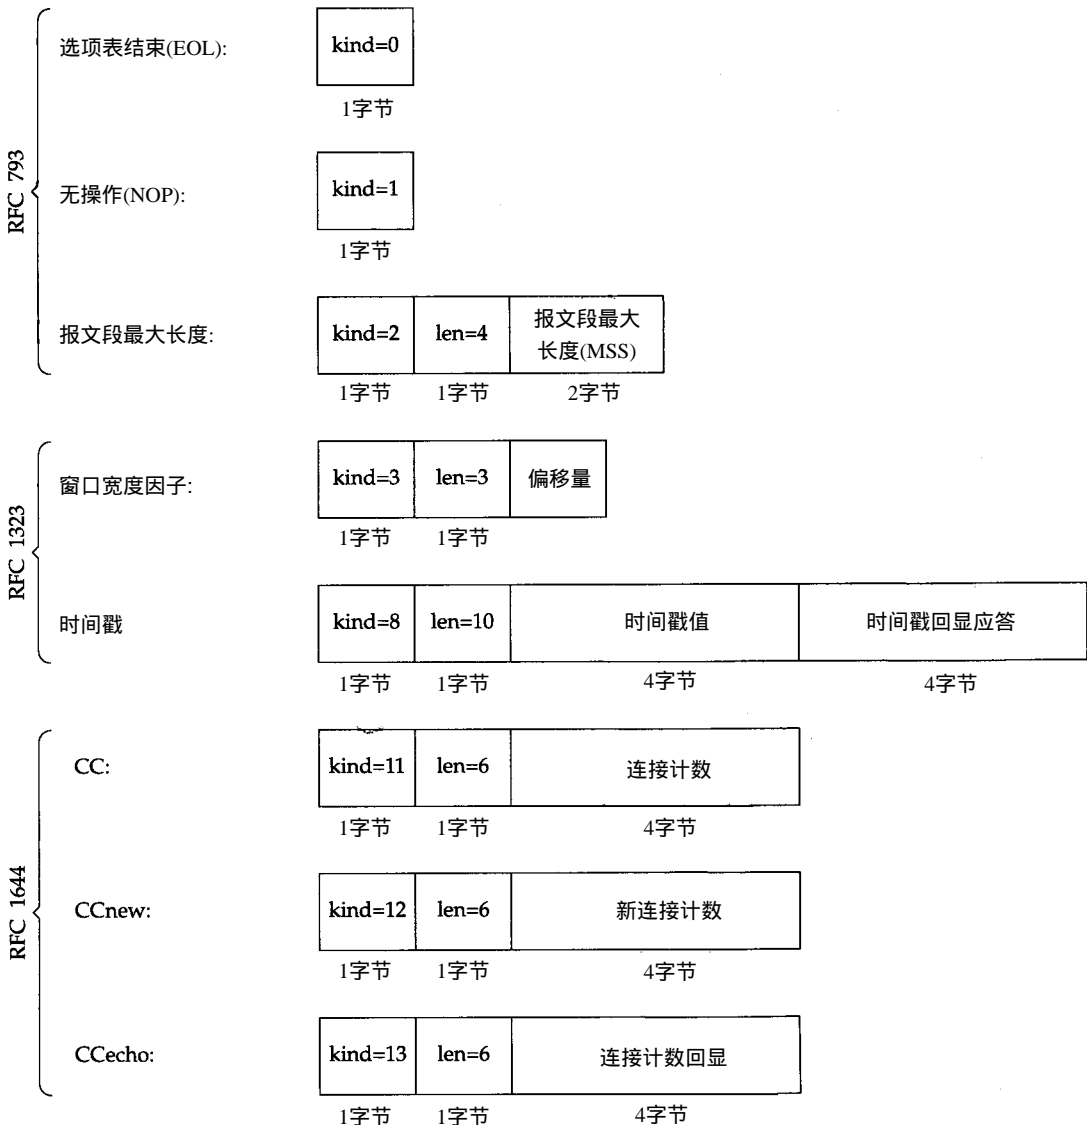 RFC 793
选项表结束(EOL):
kind=0
1字节
无操作(NOP):
kind=1
1字节
报文段最大长度:
kind=2 len=4 报文段最大
长度(MSS)
1字节 1字节 2字节
RFC 1323
窗口宽度因子:
kind=3 len=3 偏移量
1字节 1字节
时间戳
kind=8 len=10 时间戳值 时间戳回显应答
1字节 1字节 4字节 4字节
RFC 1644
CC:
kind=11 len=6 连接计数
1字节 1字节 4字节
CCnew:
kind=12 len=6 新连接计数
1字节 1字节 4字节
CCecho:
kind=13 len=6 连接计数回显
1字节 1字节 4字节